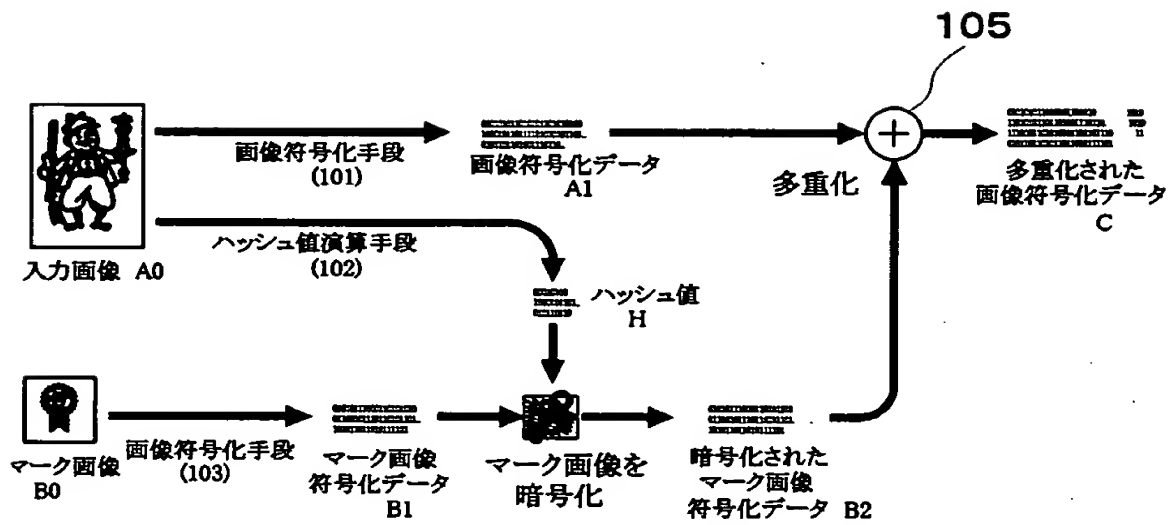 105
画像符号化手段
(101)
画像符号化データ
A1
多重化
多重化された
画像符号化データ
C
入力画像 A0
ハッシュ値演算手段
(102)
ハッシュ値
H
マーク画像
B0
画像符号化手段
(103)
マーク画像
符号化データ
B1
マーク画像を
暗号化
暗号化された
マーク画像
符号化データ B2